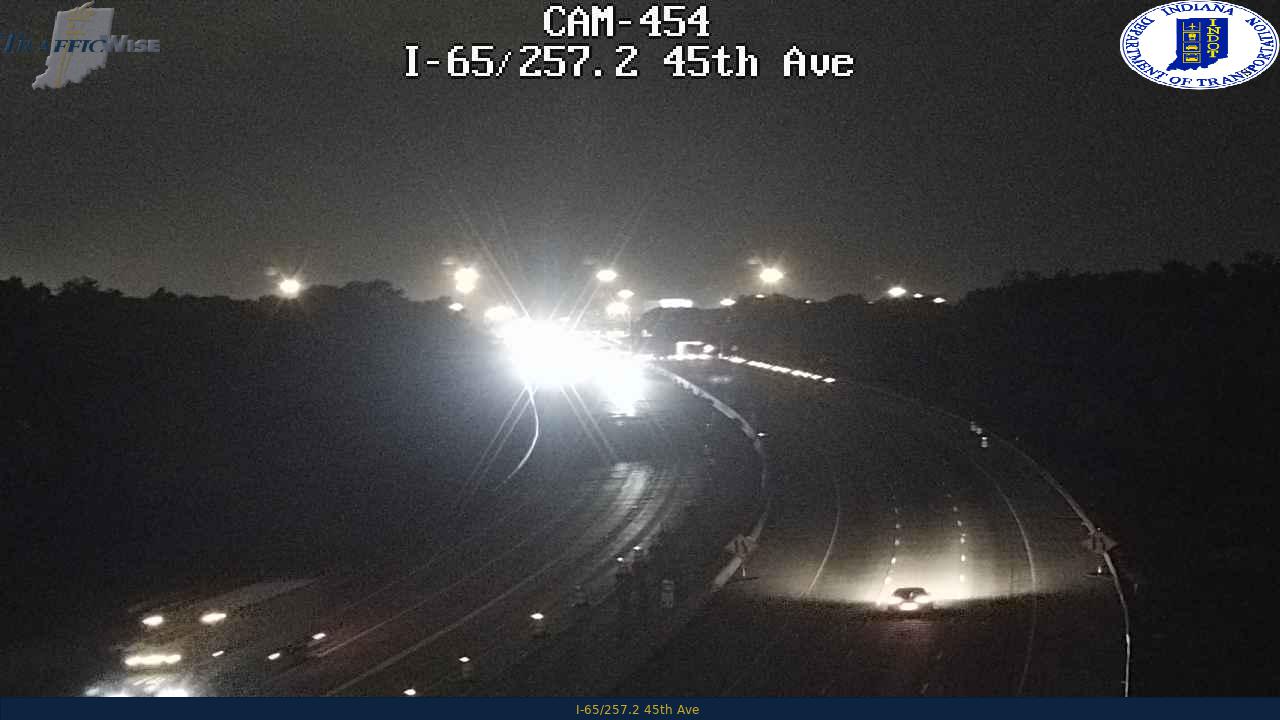 CAM-454
I-65/257.2 45th Ave
TRAFFICWISE
INDIANA
DEPARTMENT OF TRANSPORTATION
INDOT
I-65/257.2 45th Ave